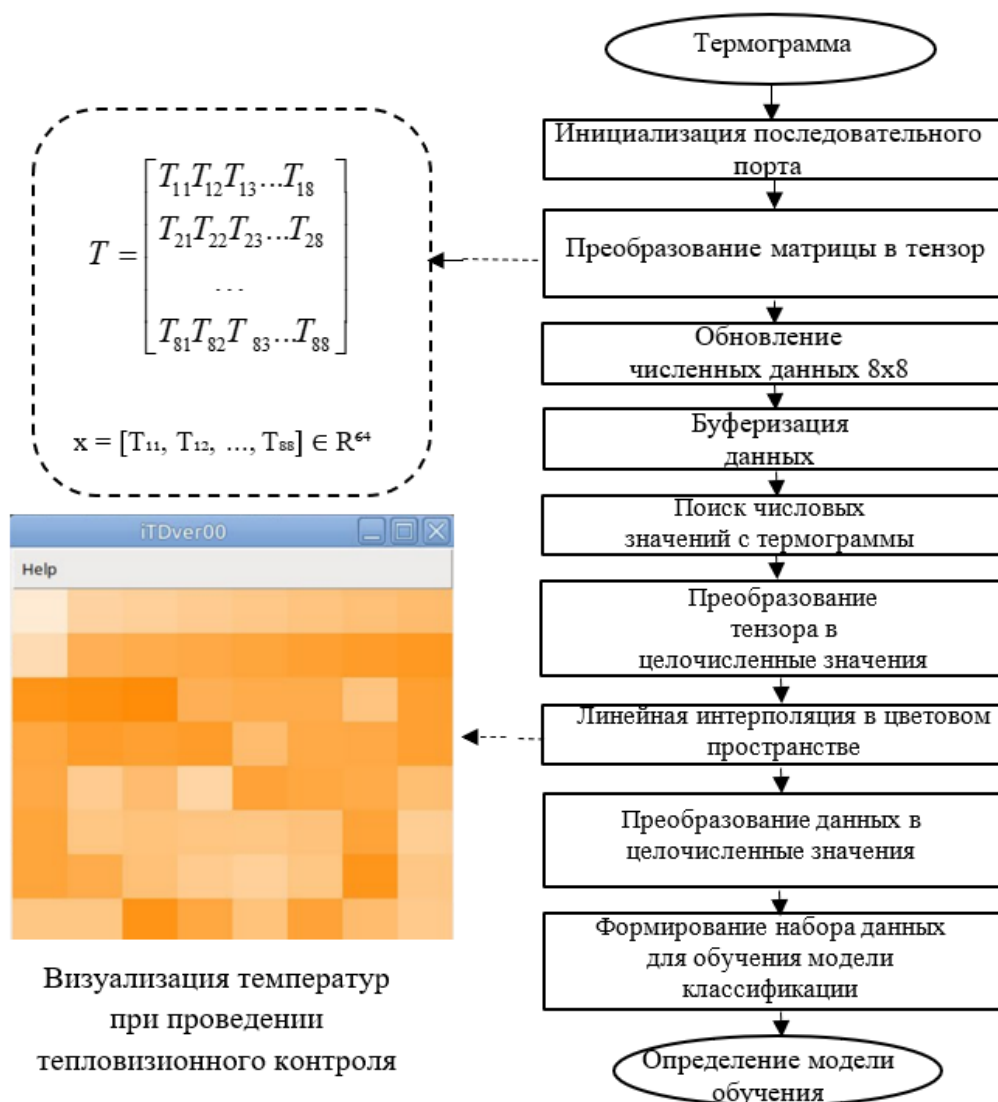 Термограмма
Инициализация последовательного
порта
Преобразование матрицы в тензор
Обновление
численных данных 8x8
Буферизация
данных
Поиск числовых
значений с термограммы
Преобразование
тензора в
целочисленные значения
Линейная интерполяция в цветовом
пространстве
Преобразование данных в
целочисленные значения
Формирование набора данных
для обучения модели
классификации
Определение модели
обучения
T₁₁T₁₂T₁₃...T₁₈
T₂₁T₂₂T₂₃...T₂₈
T =
...
T₈₁T₈₂T ₈₃...T₈₈
x = [T₁₁, T₁₂, ..., T₈₈] ∈ R⁶⁴
iTDver00
Help
Визуализация температур
при проведении
тепловизионного контроля